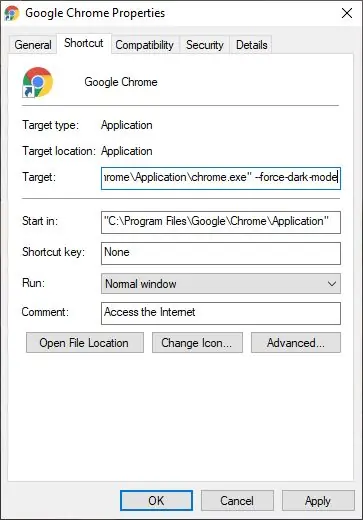 Google Chrome Properties
General Shortcut Compatibility Security Details
Google Chrome
Target type: Application
Target location: Application
Target: rome\Application\chrome.exe" --force-dark-mode
Start in: "C:\Program Files\Google\Chrome\Application"
Shortcut key: None
Run: Normal window
Comment: Access the Internet
Open File Location Change Icon... Advanced...
OK Cancel Apply